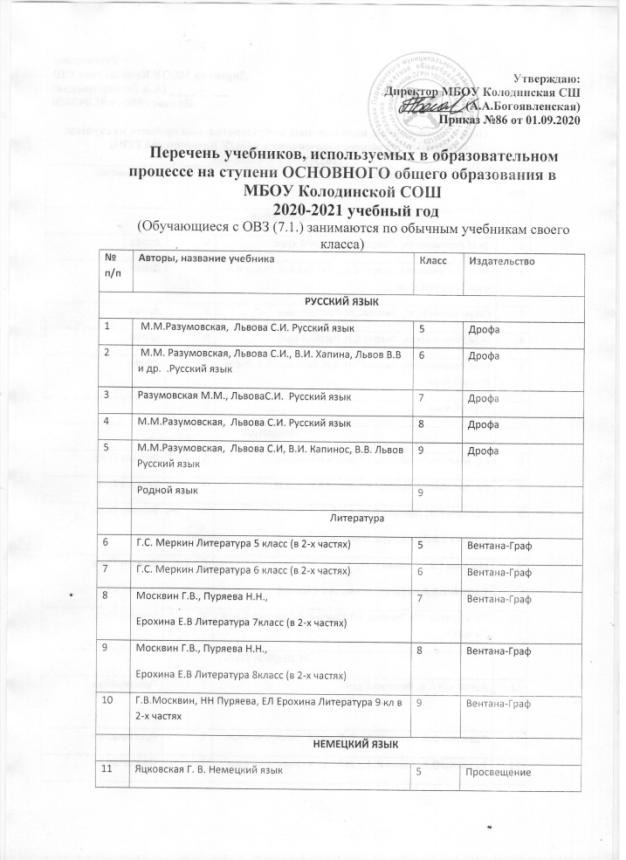 Утверждаю:
Директор МБОУ Колодинская СШ
(А.А.Богоявленская)
Приказ №86 от 01.09.2020
Перечень учебников, используемых в образовательном
процессе на ступени ОСНОВНОГО общего образования в
МБОУ Колодинской СОШ
2020-2021 учебный год
(Обучающиеся с ОВЗ (7.1.) занимаются по обычным учебникам своего
класса)
№ Авторы, название учебника Класс Издательство
п/п
РУССКИЙ ЯЗЫК
1 М.М.Разумовская, Львова С.И. Русский язык 5 Дрофа
2 М.М. Разумовская, Львова С.И., В.И. Хапина, Львов В.В 6 Дрофа
и др. .Русский язык
3 Разумовская М.М., ЛьвоваС.И. Русский язык 7 Дрофа
4 М.М.Разумовская, Львова С.И. Русский язык 8 Дрофа
5 М.М.Разумовская, Львова С.И, В.И. Капинос, В.В. Львов 9 Дрофа
Русский язык
Родной язык 9
Литература
6 Г.С. Меркин Литература 5 класс (в 2-х частях) 5 Вентана-Граф
7 Г.С. Меркин Литература 6 класс (в 2-х частях) 6 Вентана-Граф
8 Москвин Г.В., Пуряева Н.Н., 7 Вентана-Граф
Ерохина Е.В Литература 7класс (в 2-х частях)
9 Москвин Г.В., Пуряева Н.Н., 8 Вентана-Граф
Ерохина Е.В Литература 8класс (в 2-х частях)
10 Г.В.Москвин, НН Пуряева, ЕЛ Ерохина Литература 9 кл в 9 Вентана-Граф
2-х частях
НЕМЕЦКИЙ ЯЗЫК
11 Яцковская Г. В. Немецкий язык 5 Просвещение